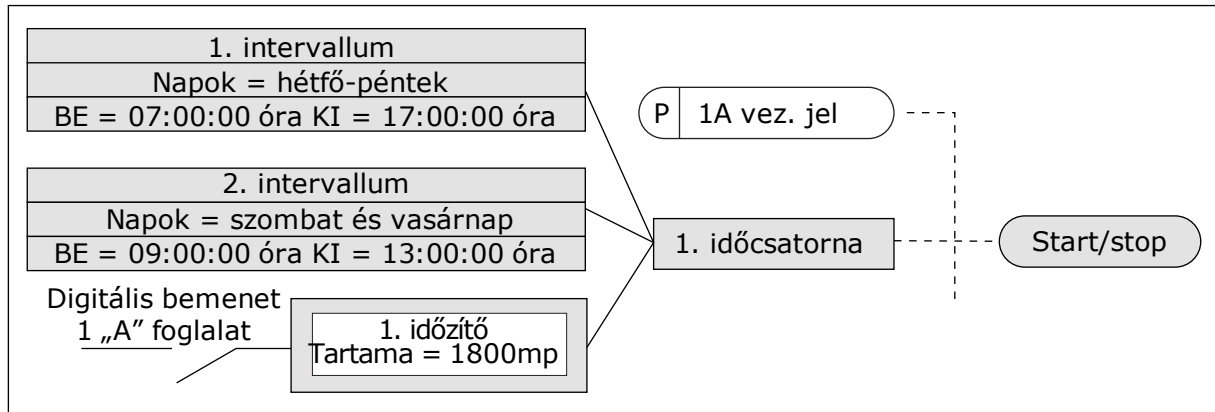 1. intervallum
Napok = hétfő-péntek
BE = 07:00:00 óra KI = 17:00:00 óra
P 1A vez. jel
2. intervallum
Napok = szombat és vasárnap
BE = 09:00:00 óra KI = 13:00:00 óra
1. időcsatorna
Start/stop
Digitális bemenet
1 „A” foglalat
1. időzítő
Tartama = 1800mp